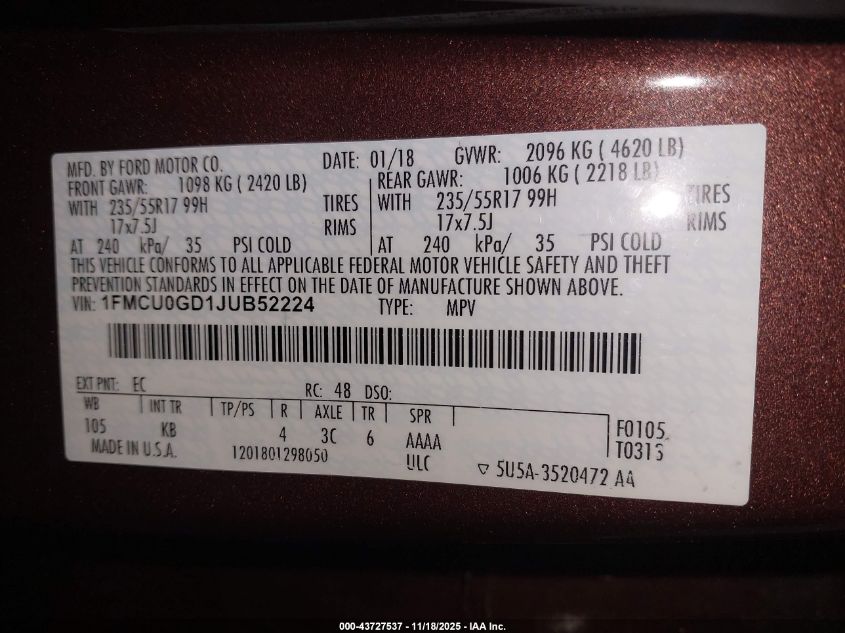 MFD. BY FORD MOTOR CO. DATE: 01/18 GVWR: 2096 KG ( 4620 LB)
FRONT GAWR: 1098 KG ( 2420 LB) REAR GAWR: 1006 KG ( 2218 LB)
WITH 235/55R17 99H TIRES WITH 235/55R17 99H TIRES
17x7.5J RIMS 17x7.5J RIMS
AT 240 kPa/ 35 PSI COLD AT 240 kPa/ 35 PSI COLD
THIS VEHICLE CONFORMS TO ALL APPLICABLE FEDERAL MOTOR VEHICLE SAFETY AND THEFT
PREVENTION STANDARDS IN EFFECT ON THE DATE OF MANUFACTURE SHOWN ABOVE.
VIN: 1FMCU0GD1JUB52224 TYPE: MPV
EXT PNT: EC RC: 48 DSO:
WB INT TR TP/PS R AXLE TR SPR
105 KB 4 3C 6 AAAA F0105
MADE IN U.S.A. 1201801298050 ULC T0313
5U5A-3520472 AA
000-43727537 - 11/18/2025 - IAA Inc.